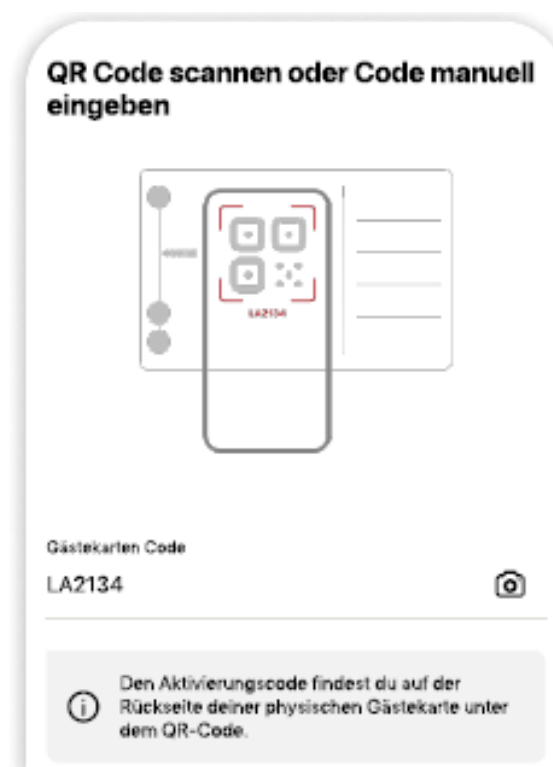 QR Code scannen oder Code manuell
eingeben
LA2134
Gästekarten Code
LA2134
Den Aktivierungscode findest du auf der
Rückseite deiner physischen Gästekarte unter
dem QR-Code.